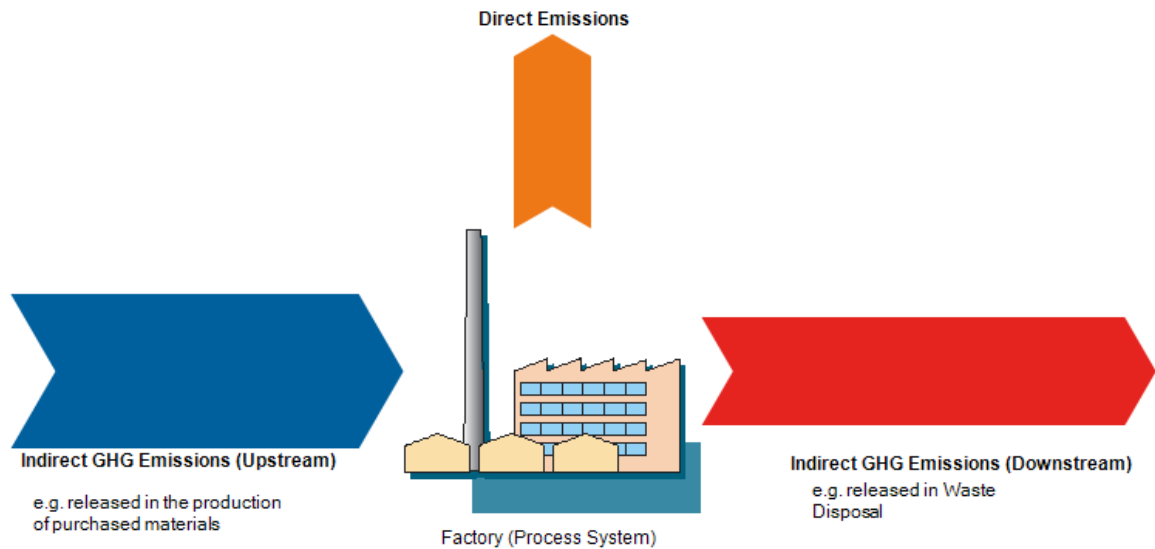 Direct Emissions
Indirect GHG Emissions (Upstream)
e.g. released in the production
of purchased materials
Factory (Process System)
Indirect GHG Emissions (Downstream)
e.g. released in Waste
Disposal